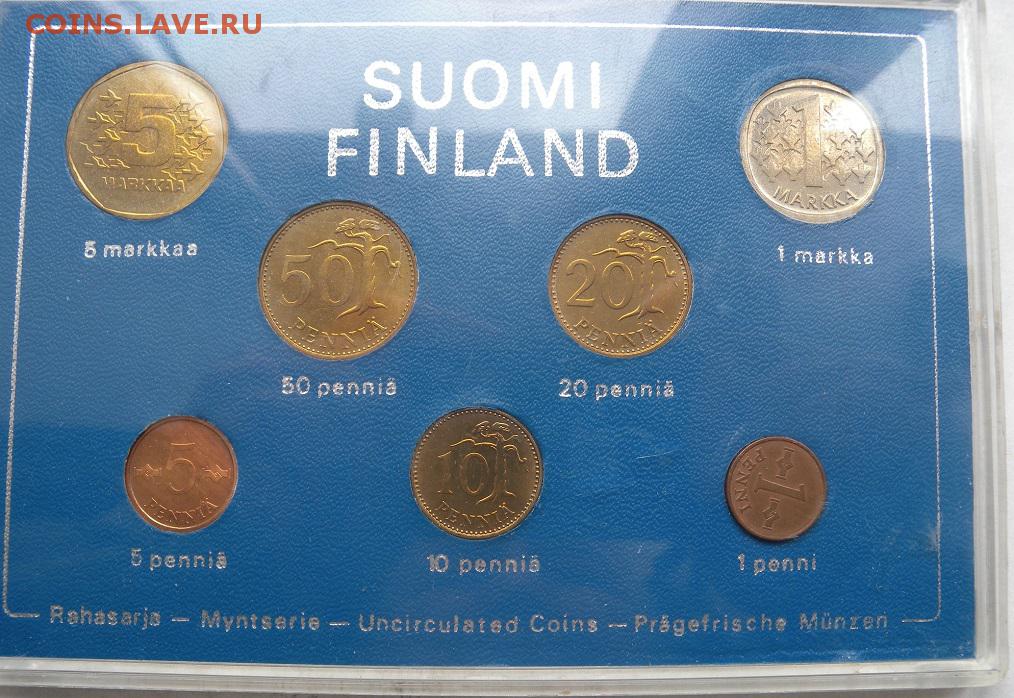 COINS.LAVE.RU
SUOMI
FINLAND
5
MARKKAA
1
MARKKA
5 markkaa
1 markka
50
PENNIÄ
20
PENNIÄ
50 penniä
20 penniä
5
PENNIÄ
10
PENNIÄ
1
PENNI
5 penniä
10 penniä
1 penni
Rahasarja — Myntserie — Uncirculated Coins — Prägefrische Münzen